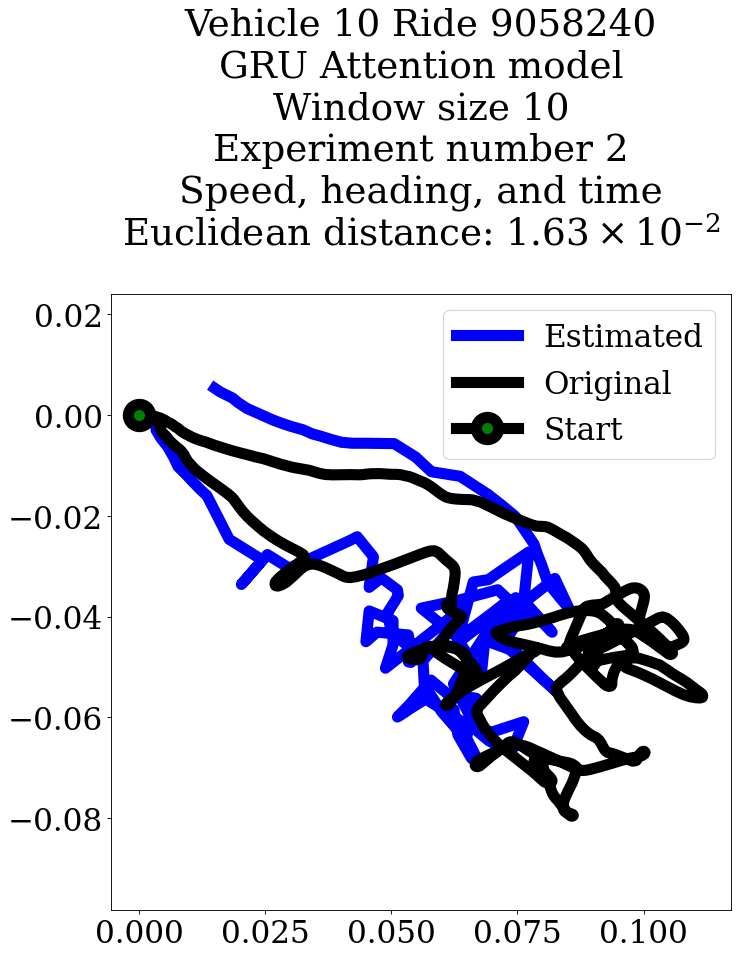 Vehicle 10 Ride 9058240
GRU Attention model
Window size 10
Experiment number 2
Speed, heading, and time
Euclidean distance: 1.63 × 10⁻²
Estimated
Original
Start
0.02
0.00
−0.02
−0.04
−0.06
−0.08
0.000 0.025 0.050 0.075 0.100